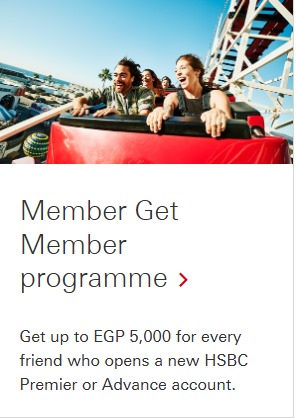 Member Get
Member
programme >
Get up to EGP 5,000 for every
friend who opens a new HSBC
Premier or Advance account.